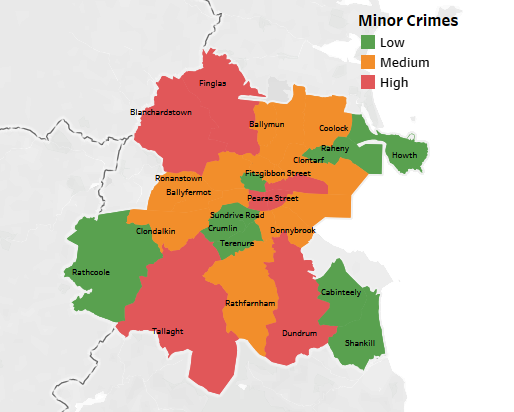 Minor Crimes
Low
Medium
High
Finglas
Blanchardstown
Ballymun
Coolock
Raheny
Howth
Clontarf
Fitzgibbon Street
Ronanstown
Ballyfermot
Pearse Street
Sundrive Road
Crumlin
Clondalkin
Donnybrook
Terenure
Rathcoole
Cabinteely
Rathfarnham
Tallaght
Dundrum
Shankill